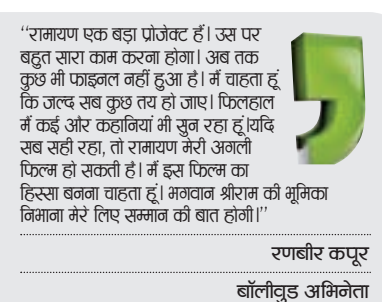 “रामायण एक बड़ा प्रोजेक्ट हैं। उस पर
बहुत सारा काम करना होगा। अब तक
कुछ भी फाइनल नहीं हुआ है। मैं चाहता हूं
कि जल्द सब कुछ तय हो जाए। फिलहाल
मैं कई और कहानियां भी सुन रहा हूं।यदि
सब सही रहा, तो रामायण मेरी अगली
फिल्म हो सकती है। मैं इस फिल्म का
हिस्सा बनना चाहता हूं। भगवान श्रीराम की भूमिका
निभाना मेरे लिए सम्मान की बात होगी।”
रणबीर कपूर
बॉलीवुड अभिनेता